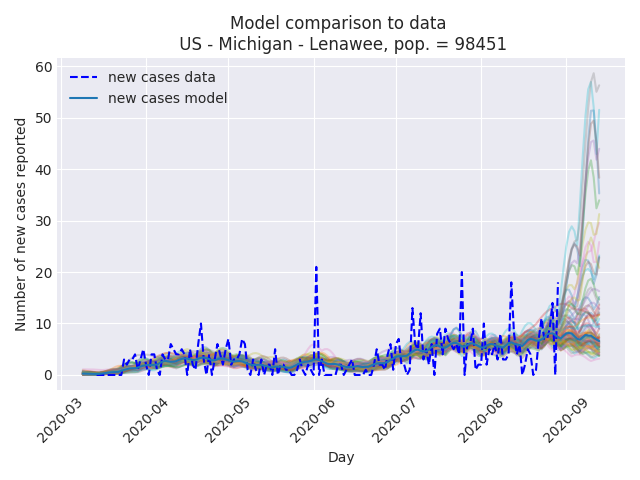 Model comparison to data
US - Michigan - Lenawee, pop. = 98451
new cases data
new cases model
Number of new cases reported
60
50
40
30
20
10
0
2020-03
2020-04
2020-05
2020-06
2020-07
2020-08
2020-09
Day